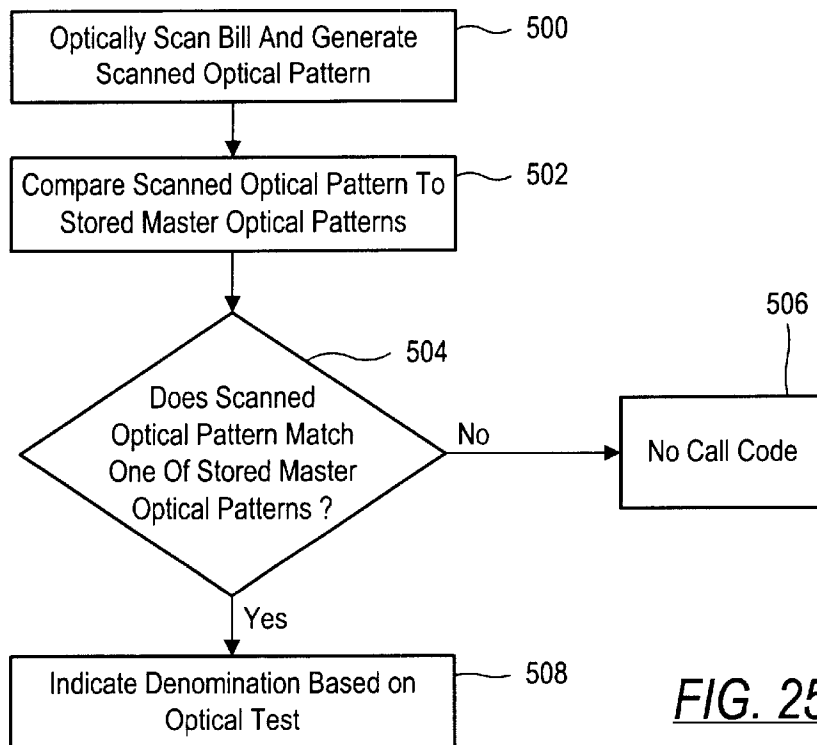 Optically Scan Bill And Generate
Scanned Optical Pattern
500
Compare Scanned Optical Pattern To
Stored Master Optical Patterns
502
504
Does Scanned
Optical Pattern Match
One Of Stored Master
Optical Patterns ?
No
506
No Call Code
Yes
Indicate Denomination Based on
Optical Test
508
FIG. 25